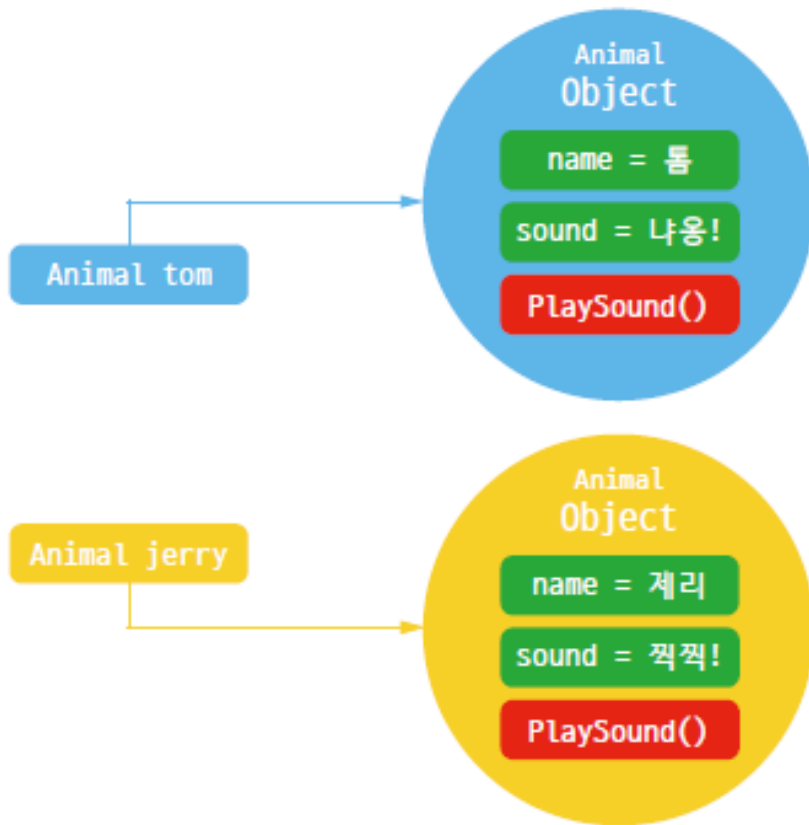 Animal
Object
name = 톰
sound = 냐옹!
PlaySound()
Animal tom
Animal
Object
name = 제리
sound = 찍찍!
PlaySound()
Animal jerry